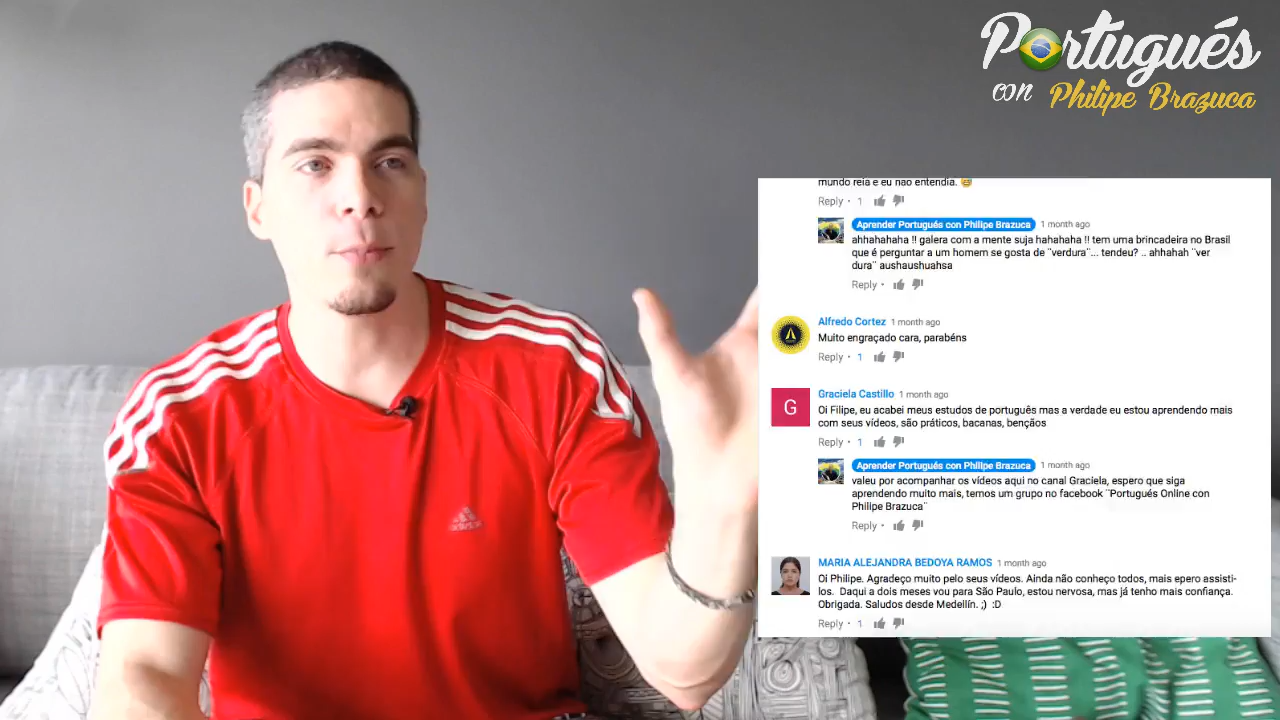 Portugués
con Philipe Brazuca
mundo reia e eu nao entendia. 😅
Reply · 1
Aprender Portugués con Philipe Brazuca 1 month ago
ahhahahaha !! galera com a mente suja hahahaha !! tem uma brincadeira no Brasil
que é perguntar a um homem se gosta de ¨verdura¨... tendeu? .. ahhahah ¨ver
dura¨ aushaushuahsa
Reply ·
Alfredo Cortez 1 month ago
Muito engraçado cara, parabéns
Reply · 1
G
Graciela Castillo 1 month ago
Oi Filipe, eu acabei meus estudos de português mas a verdade eu estou aprendendo mais
com seus vídeos, são práticos, bacanas, bençãos
Reply · 1
Aprender Portugués con Philipe Brazuca 1 month ago
valeu por acompanhar os vídeos aqui no canal Graciela, espero que siga
aprendendo muito mais, temos um grupo no facebook ¨Portugués Online con
Philipe Brazuca¨
Reply ·
MARIA ALEJANDRA BEDOYA RAMOS 1 month ago
Oi Philipe. Agradeço muito pelo seus vídeos. Ainda não conheço todos, mais epero assisti-
los. Daqui a dois meses vou para São Paulo, estou nervosa, mas já tenho mais confiança.
Obrigada. Saludos desde Medellín. ;) :D
Reply · 1
adidas